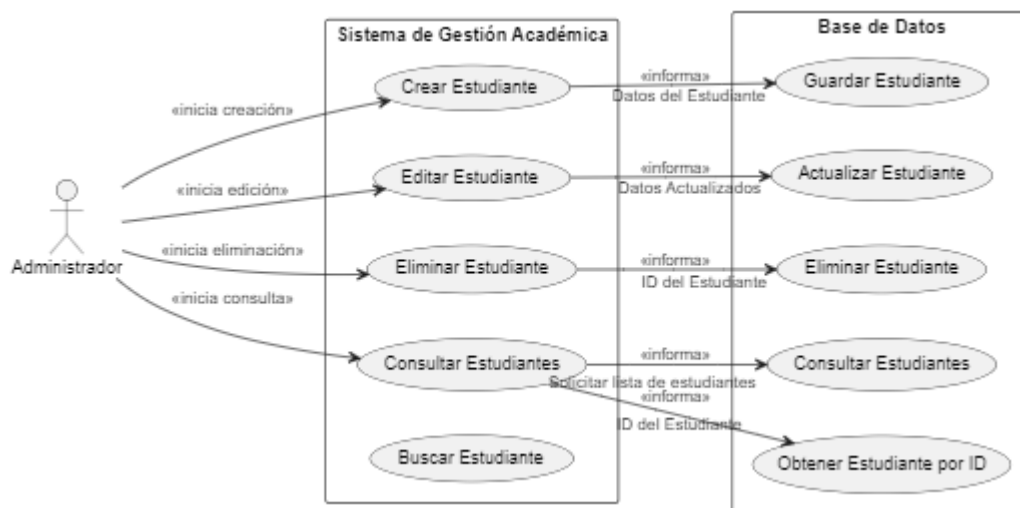 Sistema de Gestión Académica
Base de Datos
Crear Estudiante
«informa»
Datos del Estudiante
Guardar Estudiante
«inicia creación»
Editar Estudiante
«informa»
Datos Actualizados
Actualizar Estudiante
«inicia edición»
Administrador
«inicia eliminación»
Eliminar Estudiante
«informa»
ID del Estudiante
Eliminar Estudiante
«inicia consulta»
Consultar Estudiantes
«informa»
Solicitar lista de estudiantes
Consultar Estudiantes
«informa»
ID del Estudiante
Buscar Estudiante
Obtener Estudiante por ID